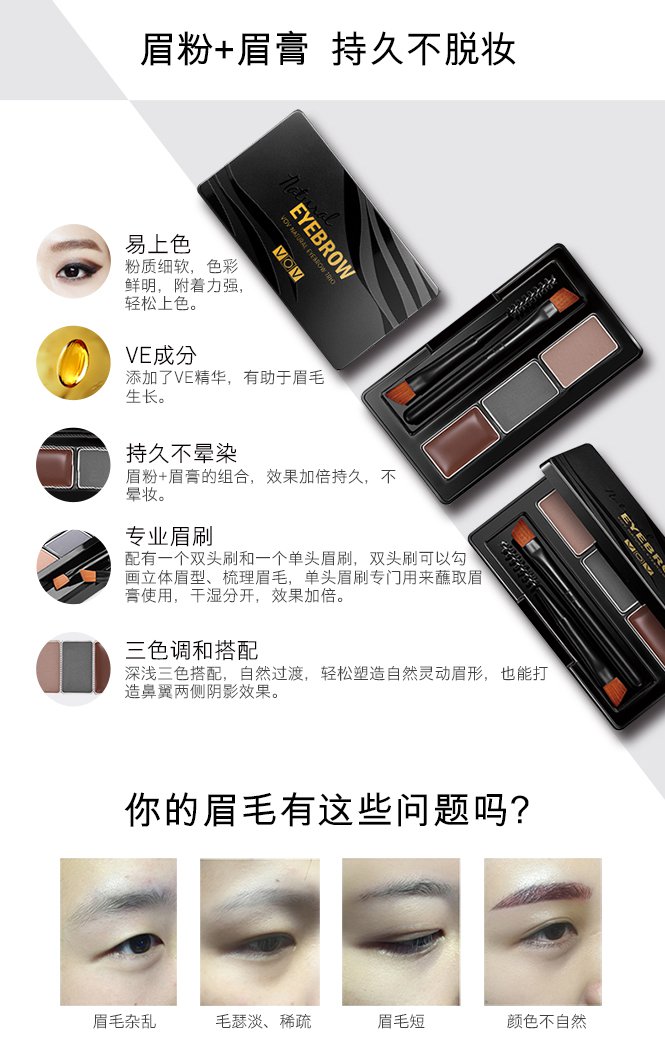 眉粉+眉膏 持久不脱妆
Natural
EYEBROW
VOV NATURAL EYEBROW TRIO
VOV
易上色
粉质细软，色彩
鲜明，附着力强，
轻松上色。
VE成分
添加了VE精华，有助于眉毛
生长。
持久不晕染
眉粉+眉膏的组合，效果加倍持久，不
晕妆。
专业眉刷
配有一个双头刷和一个单头眉刷，双头刷可以勾
画立体眉型、梳理眉毛，单头眉刷专门用来蘸取眉
膏使用，干湿分开，效果加倍。
EYEBROW
VOV
三色调和搭配
深浅三色搭配，自然过渡，轻松塑造自然灵动眉形，也能打
造鼻翼两侧阴影效果。
你的眉毛有这些问题吗?
眉毛杂乱
毛瑟淡、稀疏
眉毛短
颜色不自然